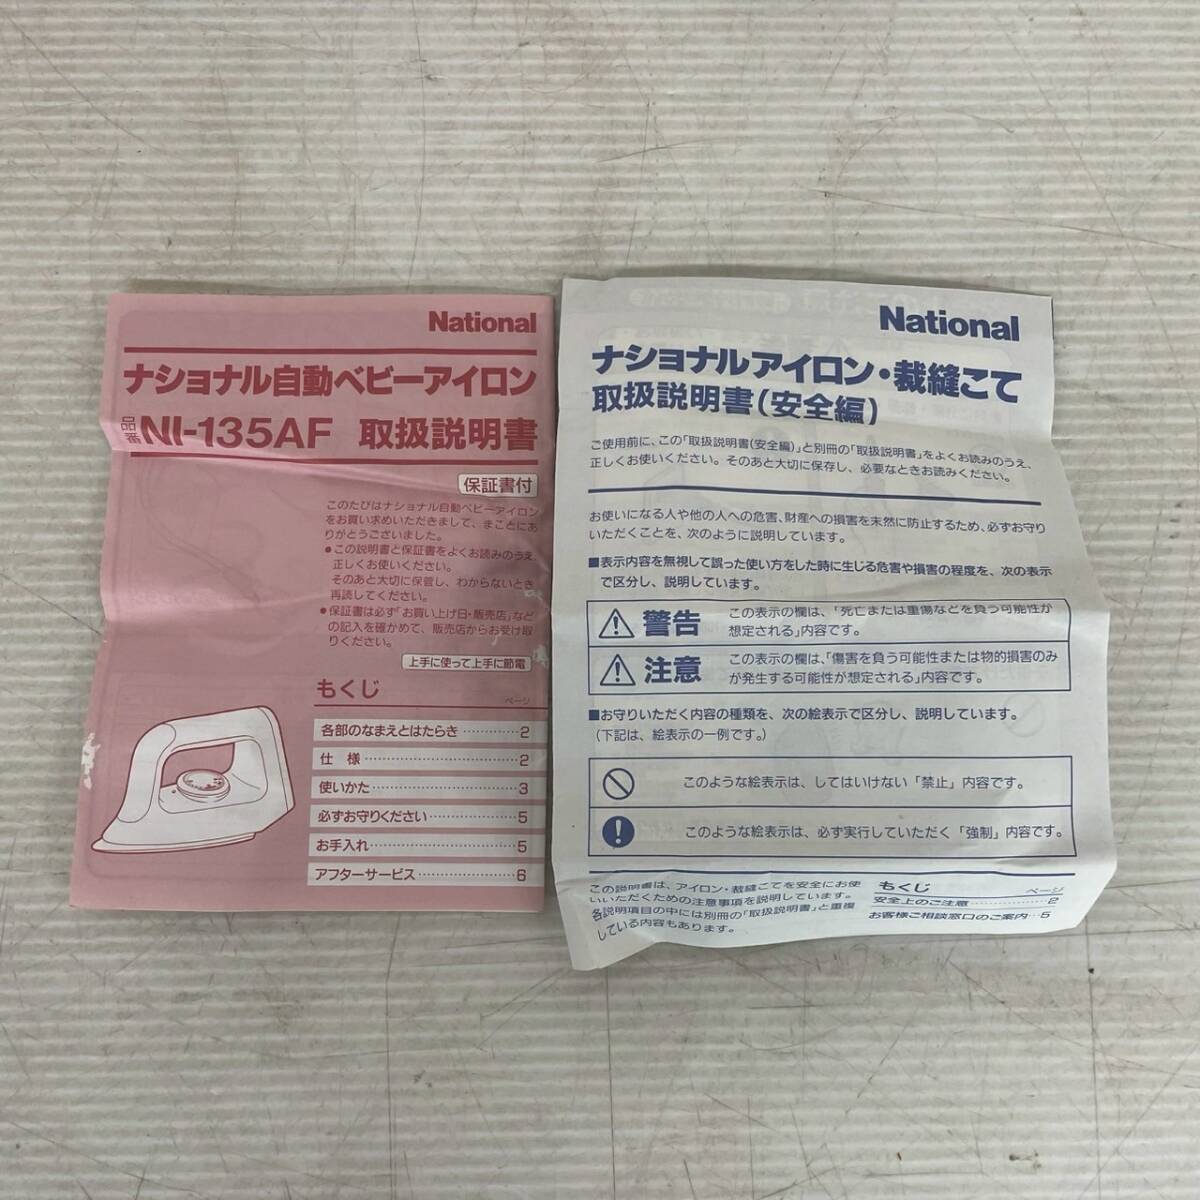 National
ナショナル自動ベビーアイロン
品番 NI-135AF 取扱説明書
保証書付
このたびはナショナル自動ベビーアイロン
をお買い求めいただきまして、まことにあ
りがとうございました。
●この説明書と保証書をよくお読みのうえ、
正しくお使いください。
そのあと大切に保管し、わからないとき
再読してください。
●保証書は必ず「お買い上げ日・販売店」など
の記入を確かめて、販売店からお受け取
りください。
上手に使って上手に節電
もくじ
ページ
各部のなまえとはたらき…………2
仕 様……………………2
使いかた……………………3
必ずお守りください……………5
お手入れ……………………5
アフターサービス………………6
National
ナショナルアイロン・裁縫こて
取扱説明書(安全編)
ご使用前に、この「取扱説明書(安全編)」と別冊の「取扱説明書」をよくお読みのうえ、
正しくお使いください。そのあと大切に保存し、必要なときお読みください。
お使いになる人や他の人への危害、財産への損害を未然に防止するため、必ずお守り
いただくことを、次のように説明しています。
■表示内容を無視して誤った使い方をした時に生じる危害や損害の程度を、次の表示
で区分し、説明しています。
警告 この表示の欄は、「死亡または重傷などを負う可能性が
想定される」内容です。
注意 この表示の欄は、「傷害を負う可能性または物的損害のみ
が発生する可能性が想定される」内容です。
■お守りいただく内容の種類を、次の絵表示で区分し、説明しています。
(下記は、絵表示の一例です。)
このような絵表示は、してはいけない「禁止」内容です。
このような絵表示は、必ず実行していただく「強制」内容です。
この説明書は、アイロン・裁縫こてを安全にお使
いいただくための注意事項を説明しています。
各説明項目の中には別冊の「取扱説明書」と重複
している内容もあります。
もくじ
ページ
安全上のご注意………………2
お客様ご相談窓口のご案内…5